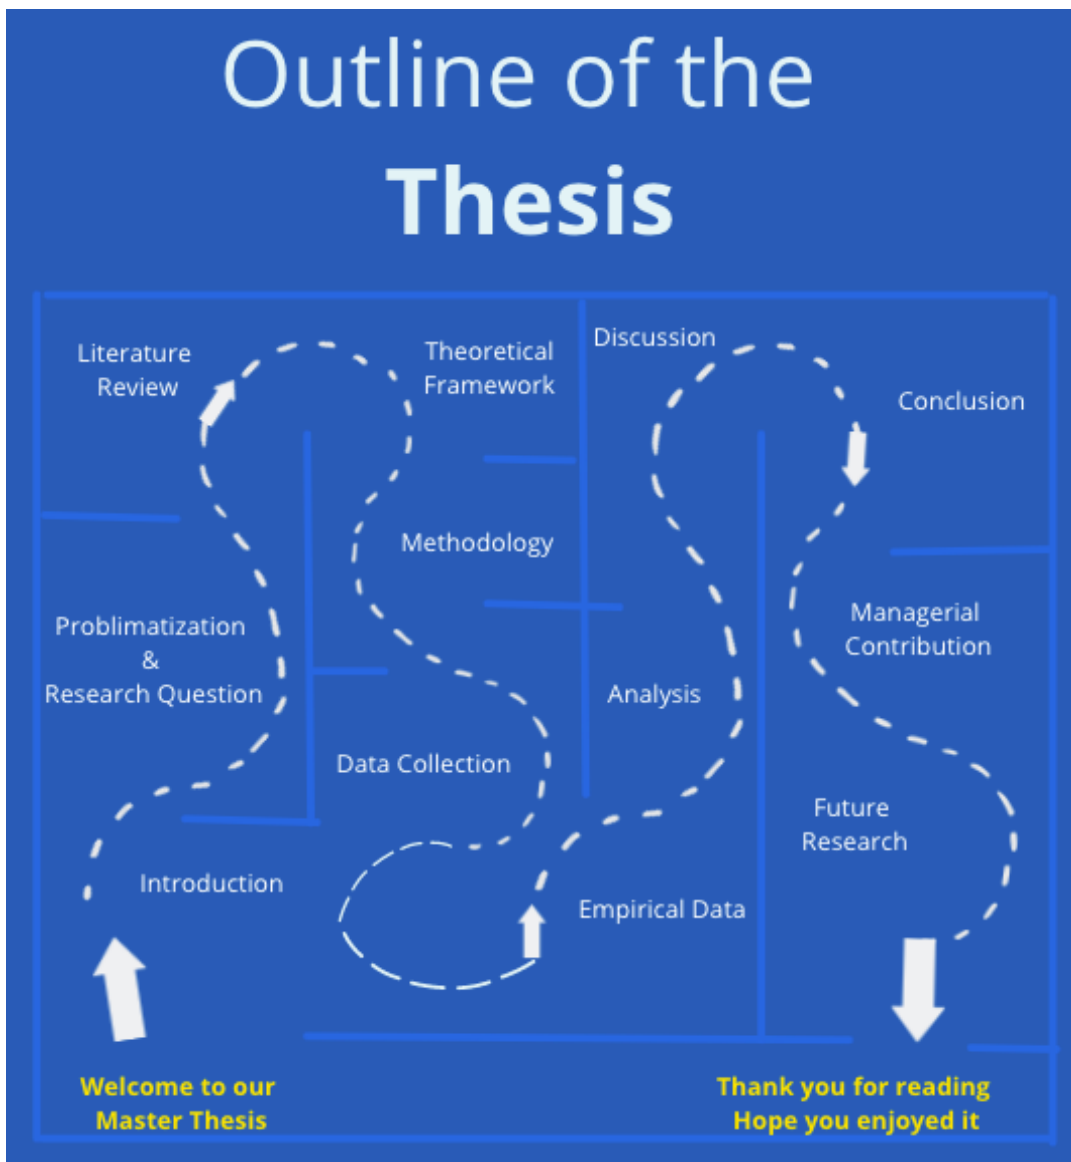 Outline of the
Thesis
Literature
Review
Theoretical
Framework
Discussion
Conclusion
Methodology
Problimatization
&
Research Question
Managerial
Contribution
Analysis
Data Collection
Future
Research
Introduction
Empirical Data
Welcome to our
Master Thesis
Thank you for reading
Hope you enjoyed it